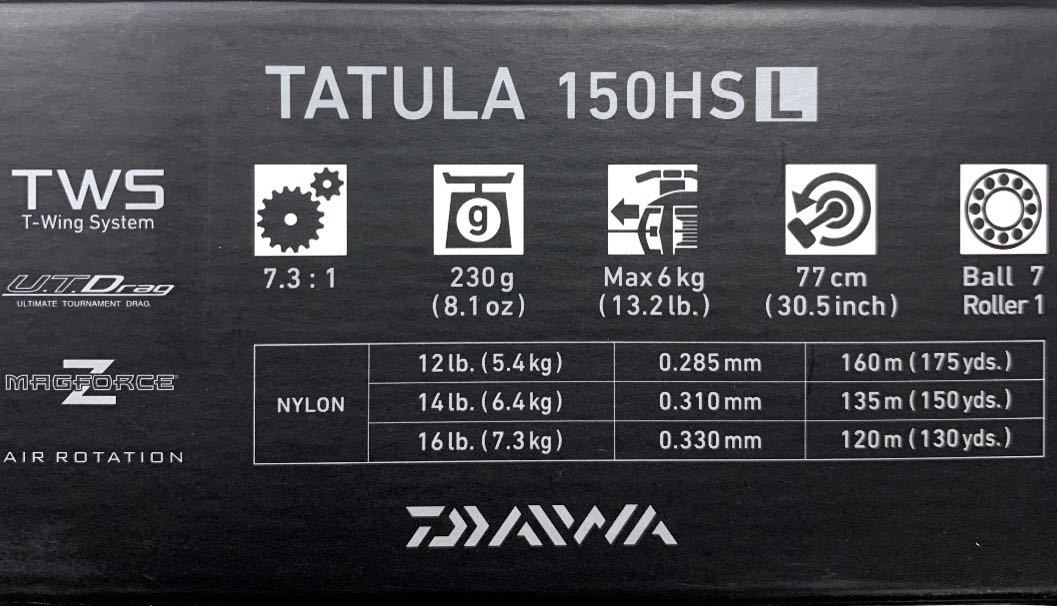 TATULA 150HSL
TWS
T-Wing System
7.3 : 1
230 g
(8.1 oz)
g
Max 6 kg
(13.2 lb.)
77 cm
(30.5 inch)
Ball 7
Roller 1
U.T.Drag
ULTIMATE TOURNAMENT DRAG
MAGFORCE Z
AIR ROTATION
NYLON
12 lb. (5.4 kg) 0.285 mm 160 m (175 yds.)
14 lb. (6.4 kg) 0.310 mm 135 m (150 yds.)
16 lb. (7.3 kg) 0.330 mm 120 m (130 yds.)
DAIWA